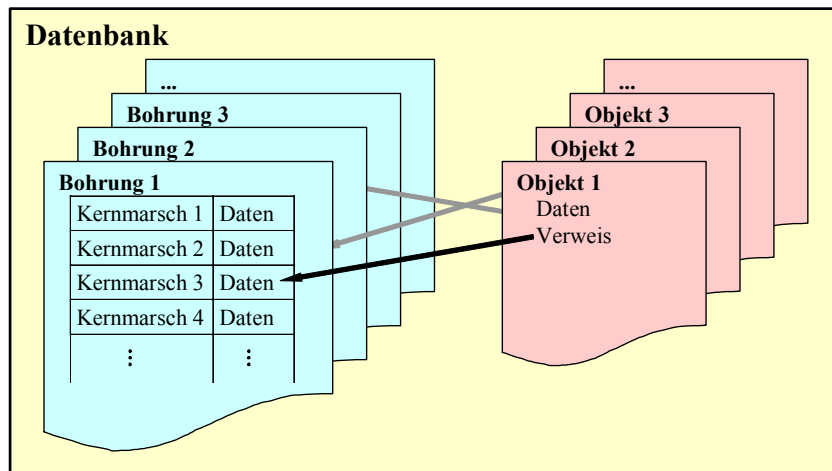 Datenbank
...
Bohrung 3
Bohrung 2
Bohrung 1
Kernmarsch 1 Daten
Kernmarsch 2 Daten
Kernmarsch 3 Daten
Kernmarsch 4 Daten
⋮ ⋮
...
Objekt 3
Objekt 2
Objekt 1
Daten
Verweis